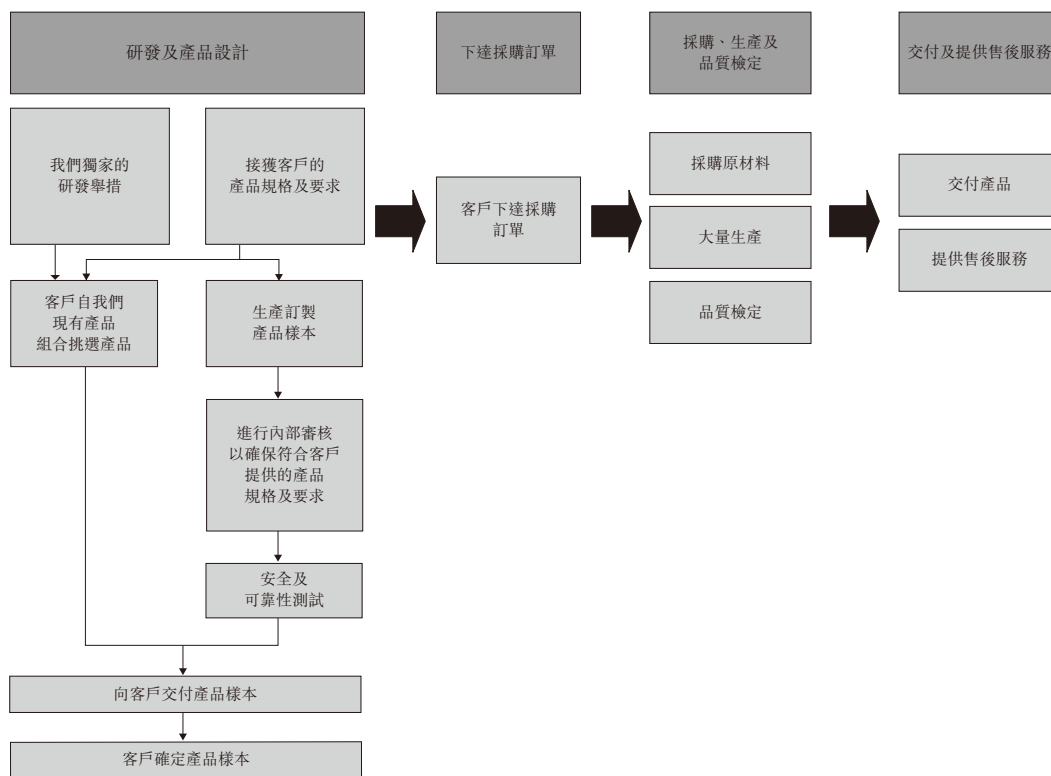 研發及產品設計
下達採購訂單
採購、生產及
品質檢定
交付及提供售後服務
我們獨家的
研發舉措
接獲客戶的
產品規格及要求
客戶自我們
現有產品
組合挑選產品
生產訂製
產品樣本
進行內部審核
以確保符合客戶
提供的產品
規格及要求
安全及
可靠性測試
向客戶交付產品樣本
客戶確定產品樣本
客戶下達採購
訂單
採購原材料
大量生產
品質檢定
交付產品
提供售後服務